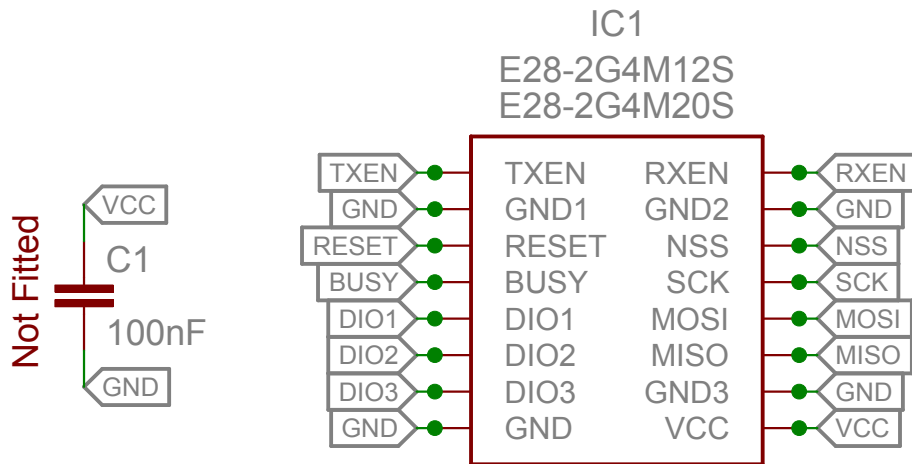 IC1
E28-2G4M12S
E28-2G4M20S
TXEN TXEN RXEN RXEN
GND GND1 GND2 GND
RESET RESET NSS NSS
BUSY BUSY SCK SCK
DIO1 DIO1 MOSI MOSI
DIO2 DIO2 MISO MISO
DIO3 DIO3 GND3 GND
GND GND VCC VCC
Not Fitted
VCC
C1
100nF
GND